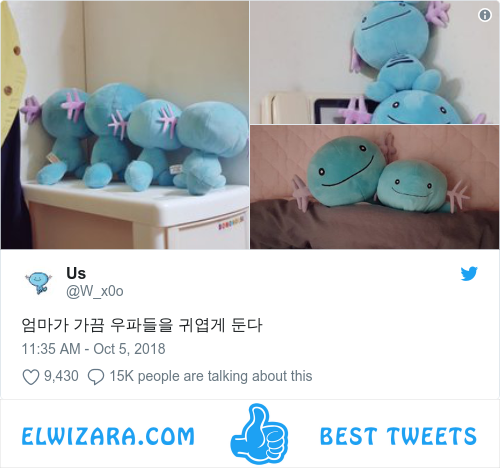 Us
@W_x0o
엄마가 가끔 우파들을 귀엽게 둔다
11:35 AM - Oct 5, 2018
9,430 15K people are talking about this
ELWIZARA.COM BEST TWEETS